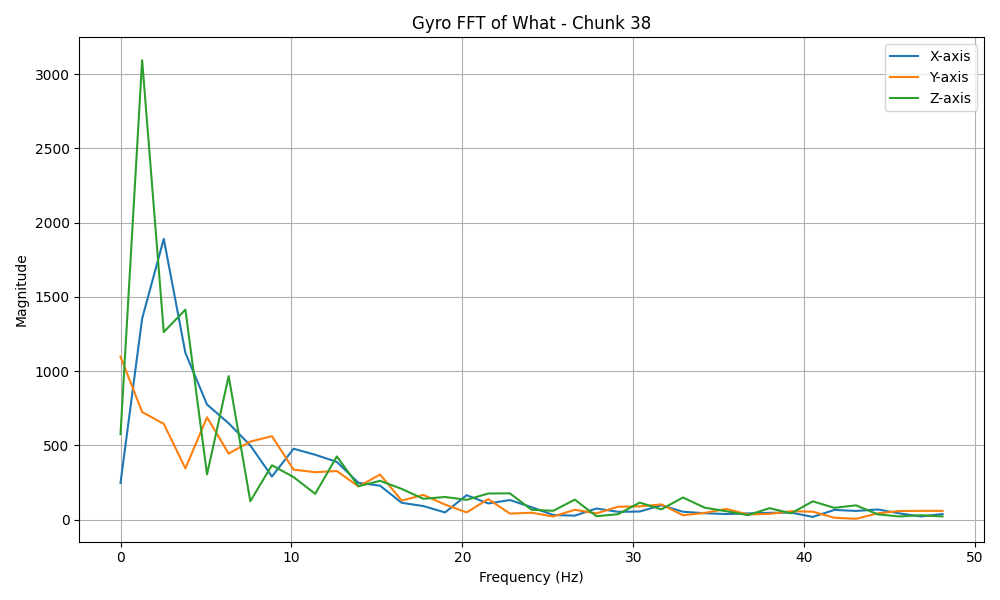 Gyro FFT of What - Chunk 38
X-axis
Y-axis
Z-axis
3000
2500
2000
1500
1000
500
0
Magnitude
0 10 20 30 40 50
Frequency (Hz)